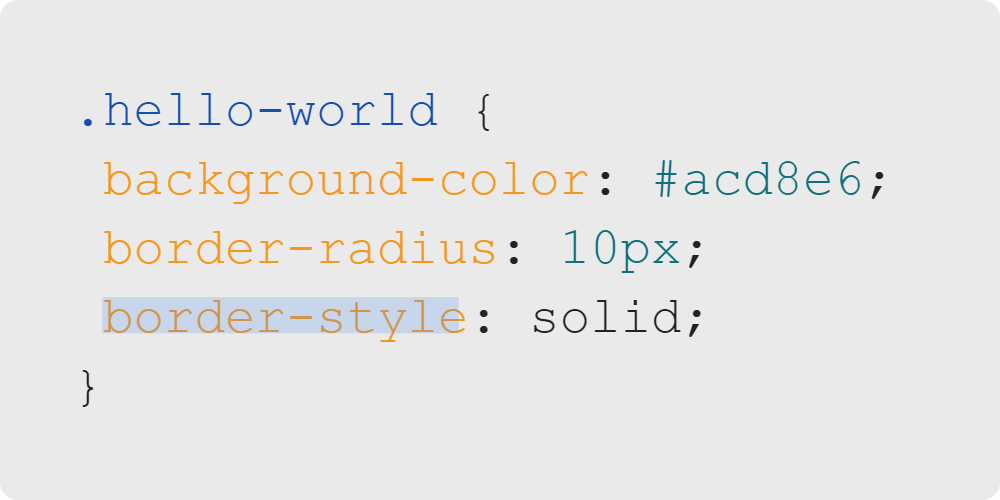 .hello-world {
background-color: #acd8e6;
border-radius: 10px;
border-style: solid;
}